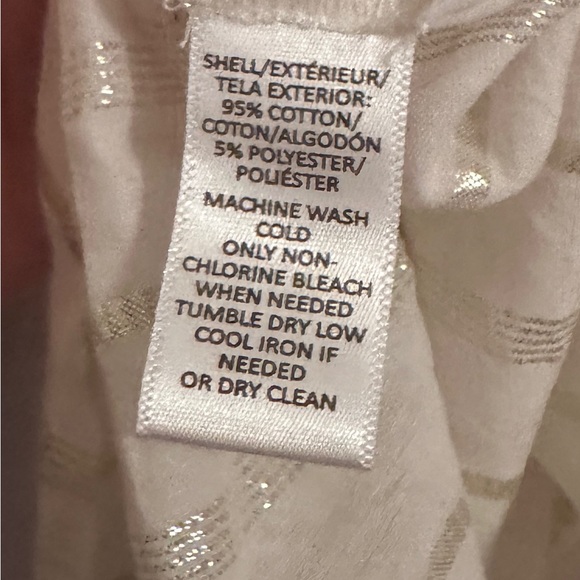 SHELL/EXTÉRIEUR/
TELA EXTERIOR:
95% COTTON/
COTON/ALGODÓN
5% POLYESTER/
POLIÉSTER
MACHINE WASH
COLD
ONLY NON-
CHLORINE BLEACH
WHEN NEEDED
TUMBLE DRY LOW
COOL IRON IF
NEEDED
OR DRY CLEAN